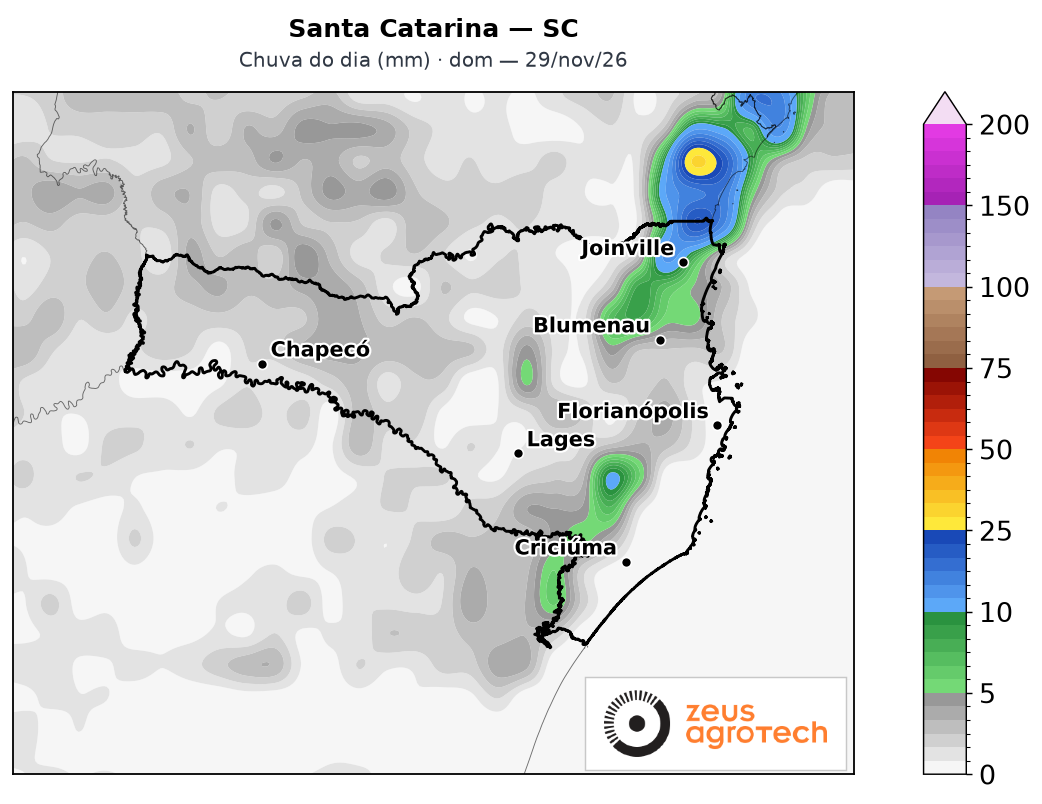 Santa Catarina — SC
Chuva do dia (mm) · dom — 29/nov/26
Joinville
Blumenau
Chapecó
Florianópolis
Lages
Criciúma
200
150
100
75
50
25
10
5
0
zeus
agrotech